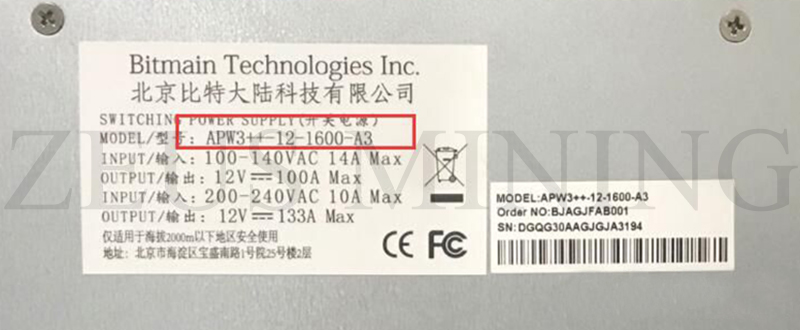 Bitmain Technologies Inc.
北京比特大陆科技有限公司
SWITCHING POWER SUPPLY(开关电源)
MODEL/型号: APW3++-12-1600-A3
INPUT/输入: 100-140VAC 14A Max
OUTPUT/输出: 12V⎓100A Max
INPUT/输入: 200-240VAC 10A Max
OUTPUT/输出: 12V⎓133A Max
仅适用于海拔2000m以下地区安全使用
地址: 北京市海淀区宝盛南路1号院25号楼2层
CE FC
MODEL:APW3++-12-1600-A3
Order NO:BJAGJFAB001
SN:DGQG30AAGJGJA3194
ZEUS MINING